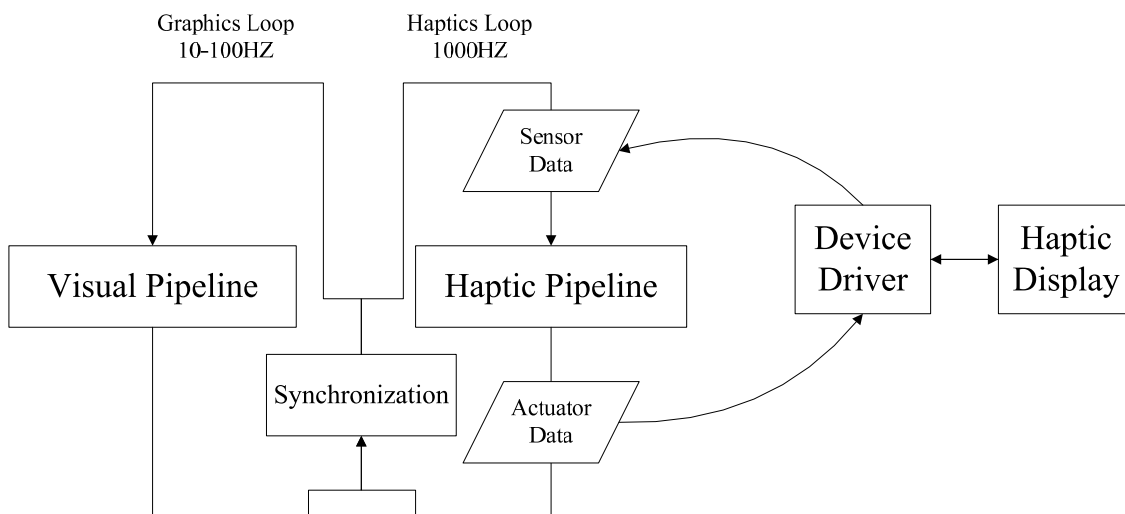 Graphics Loop
10-100HZ
Haptics Loop
1000HZ
Sensor
Data
Visual Pipeline
Haptic Pipeline
Device
Driver
Haptic
Display
Synchronization
Actuator
Data